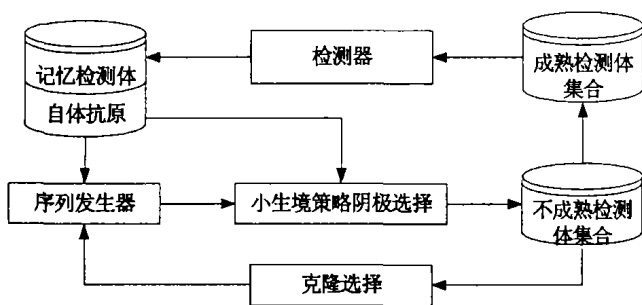 记忆检测体
自体抗原
检测器
成熟检测体
集合
序列发生器
小生境策略阴极选择
不成熟检测
体集合
克隆选择